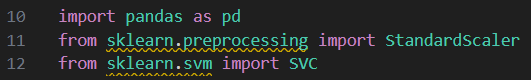 10 import pandas as pd
11 from sklearn.preprocessing import StandardScaler
12 from sklearn.svm import SVC